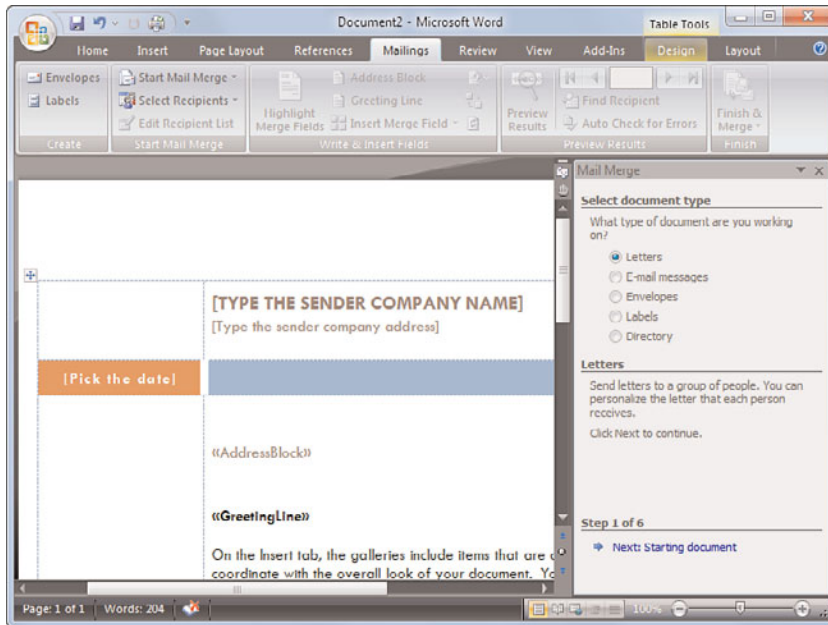 Document2 - Microsoft Word
Table Tools
Home Insert Page Layout References Mailings Review View Add-Ins Design Layout
Envelopes
Labels
Create
Start Mail Merge
Select Recipients
Edit Recipient List
Start Mail Merge
Highlight
Merge Fields
Address Block
Greeting Line
Insert Merge Field
Write & Insert Fields
Preview
Results
Find Recipient
Auto Check for Errors
Preview Results
Finish &
Merge
Finish
[TYPE THE SENDER COMPANY NAME]
[Type the sender company address]
[Pick the date]
«AddressBlock»
«GreetingLine»
On the Insert tab, the galleries include items that are
coordinate with the overall look of your document.
Mail Merge
Select document type
What type of document are you working
on?
Letters
E-mail messages
Envelopes
Labels
Directory
Letters
Send letters to a group of people. You can
personalize the letter that each person
receives.
Click Next to continue.
Step 1 of 6
Next: Starting document
Page: 1 of 1 Words: 204 100%